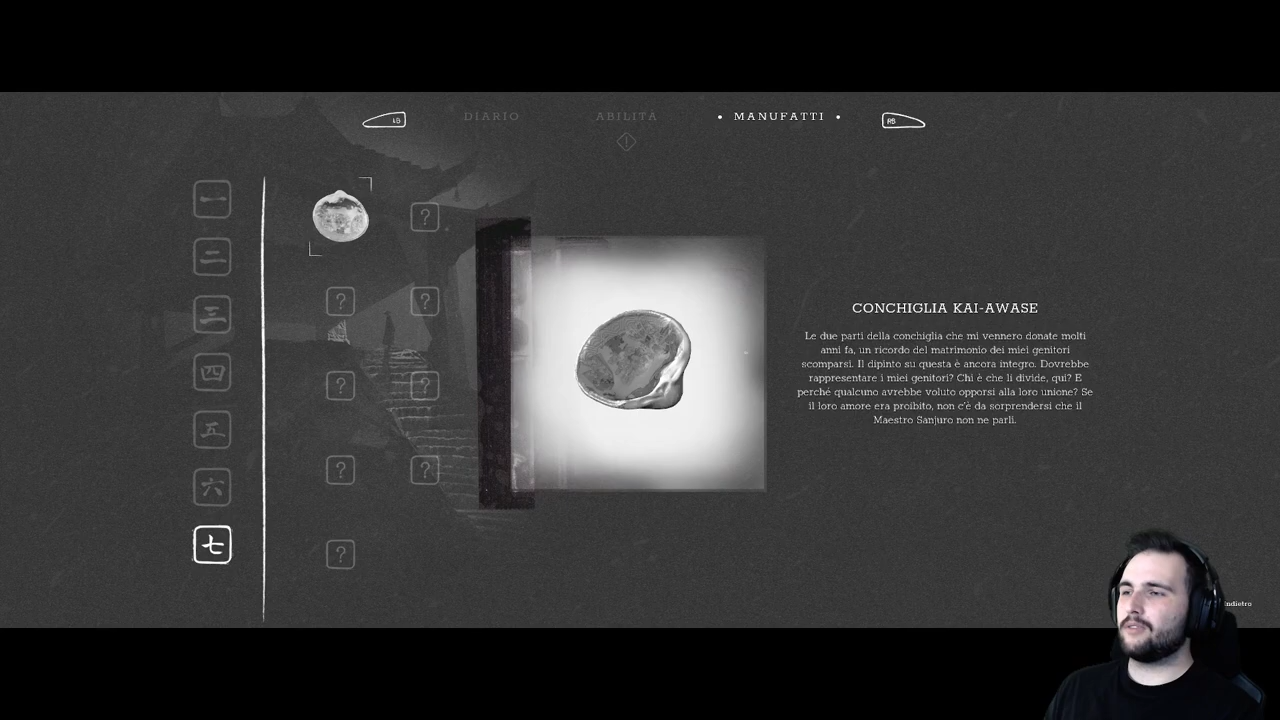 LB
DIARIO
ABILITÀ
• MANUFATTI •
RB
!
一
二
三
四
五
六
七
?
? ?
? ?
? ?
?
CONCHIGLIA KAI-AWASE
Le due parti della conchiglia che mi vennero donate molti
anni fa, un ricordo del matrimonio dei miei genitori
scomparsi. Il dipinto su questa è ancora integro. Dovrebbe
rappresentare i miei genitori? Chi è che li divide, qui? E
perché qualcuno avrebbe voluto opporsi alla loro unione? Se
il loro amore era proibito, non c'è da sorprendersi che il
Maestro Sanjuro non ne parli.
Indietro